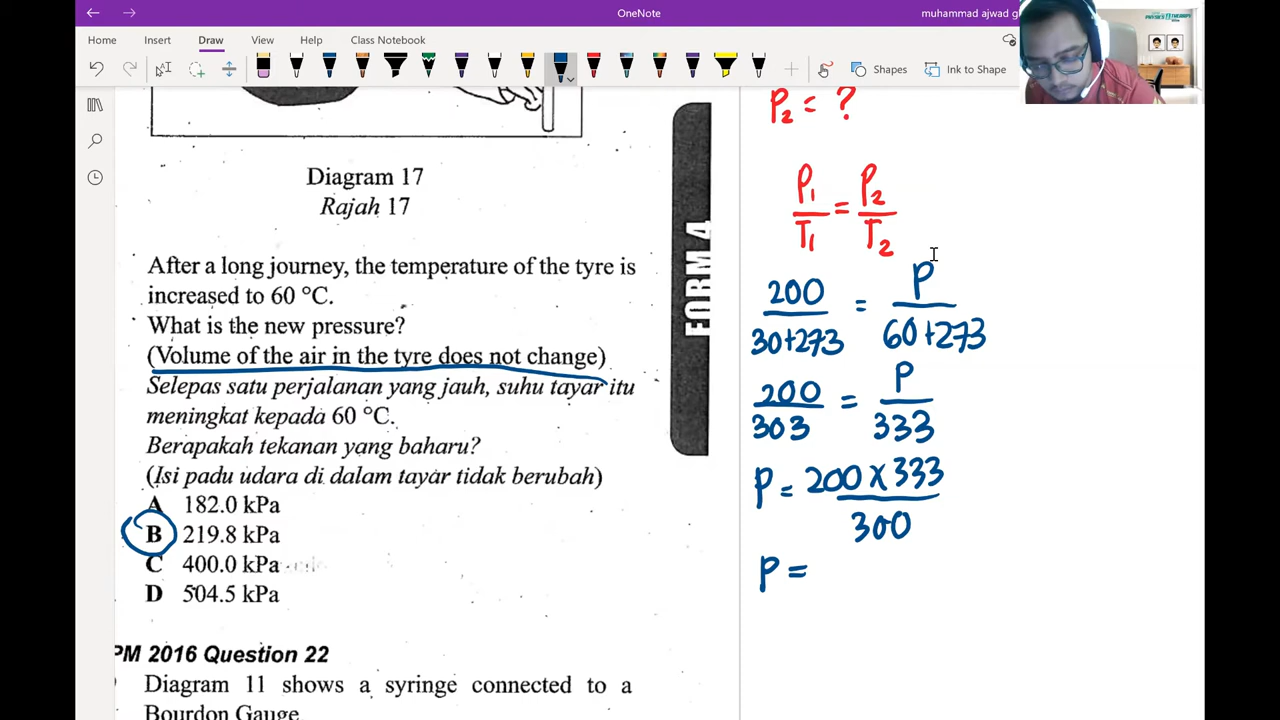 OneNote
muhammad ajwad g
Home Insert Draw View Help Class Notebook
Shapes Ink to Shape
Diagram 17
Rajah 17
After a long journey, the temperature of the tyre is
increased to 60 °C.
What is the new pressure?
(Volume of the air in the tyre does not change)
Selepas satu perjalanan yang jauh, suhu tayar itu
meningkat kepada 60 °C.
Berapakah tekanan yang baharu?
(Isi padu udara di dalam tayar tidak berubah)
A 182.0 kPa
B 219.8 kPa
C 400.0 kPa
D 504.5 kPa
PM 2016 Question 22
Diagram 11 shows a syringe connected to a
Bourdon Gauge.
FORM 4
P₂ = ?
P₁/T₁ = P₂/T₂
200/30+273 = P/60+273
200/303 = P/333
P = 200 × 333/300
P =